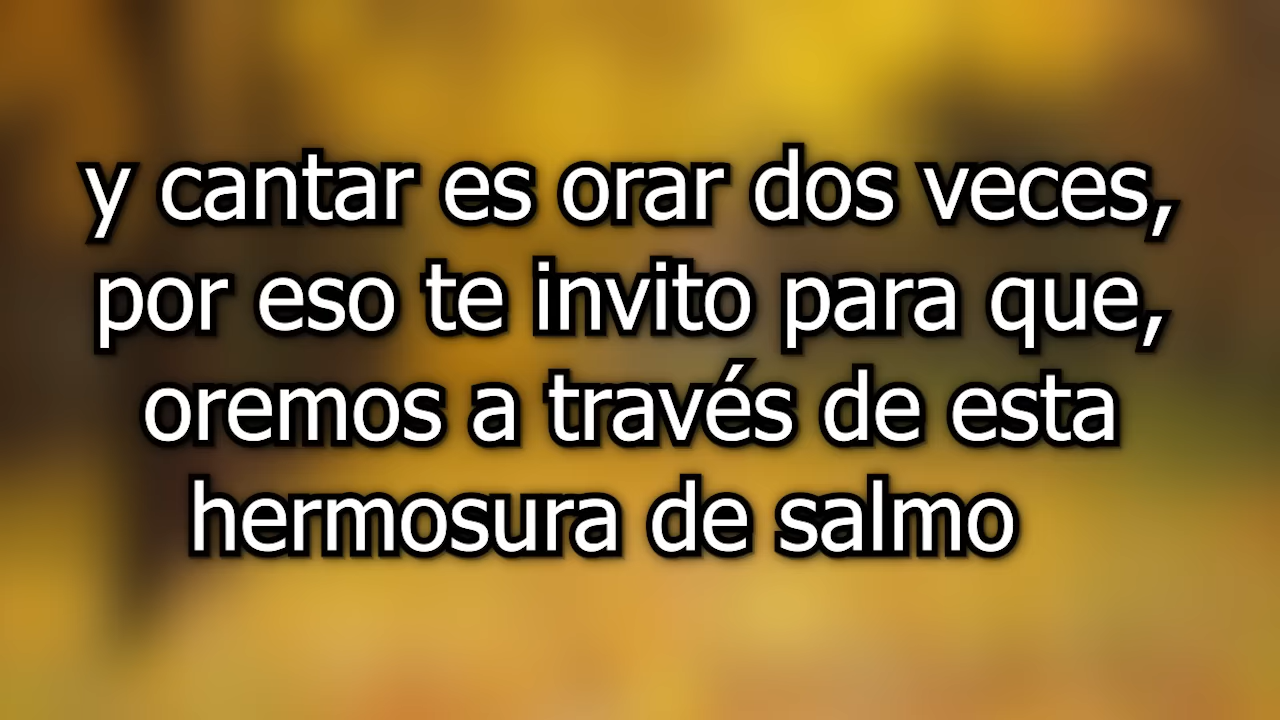 y cantar es orar dos veces,
por eso te invito para que,
oremos a través de esta
hermosura de salmo